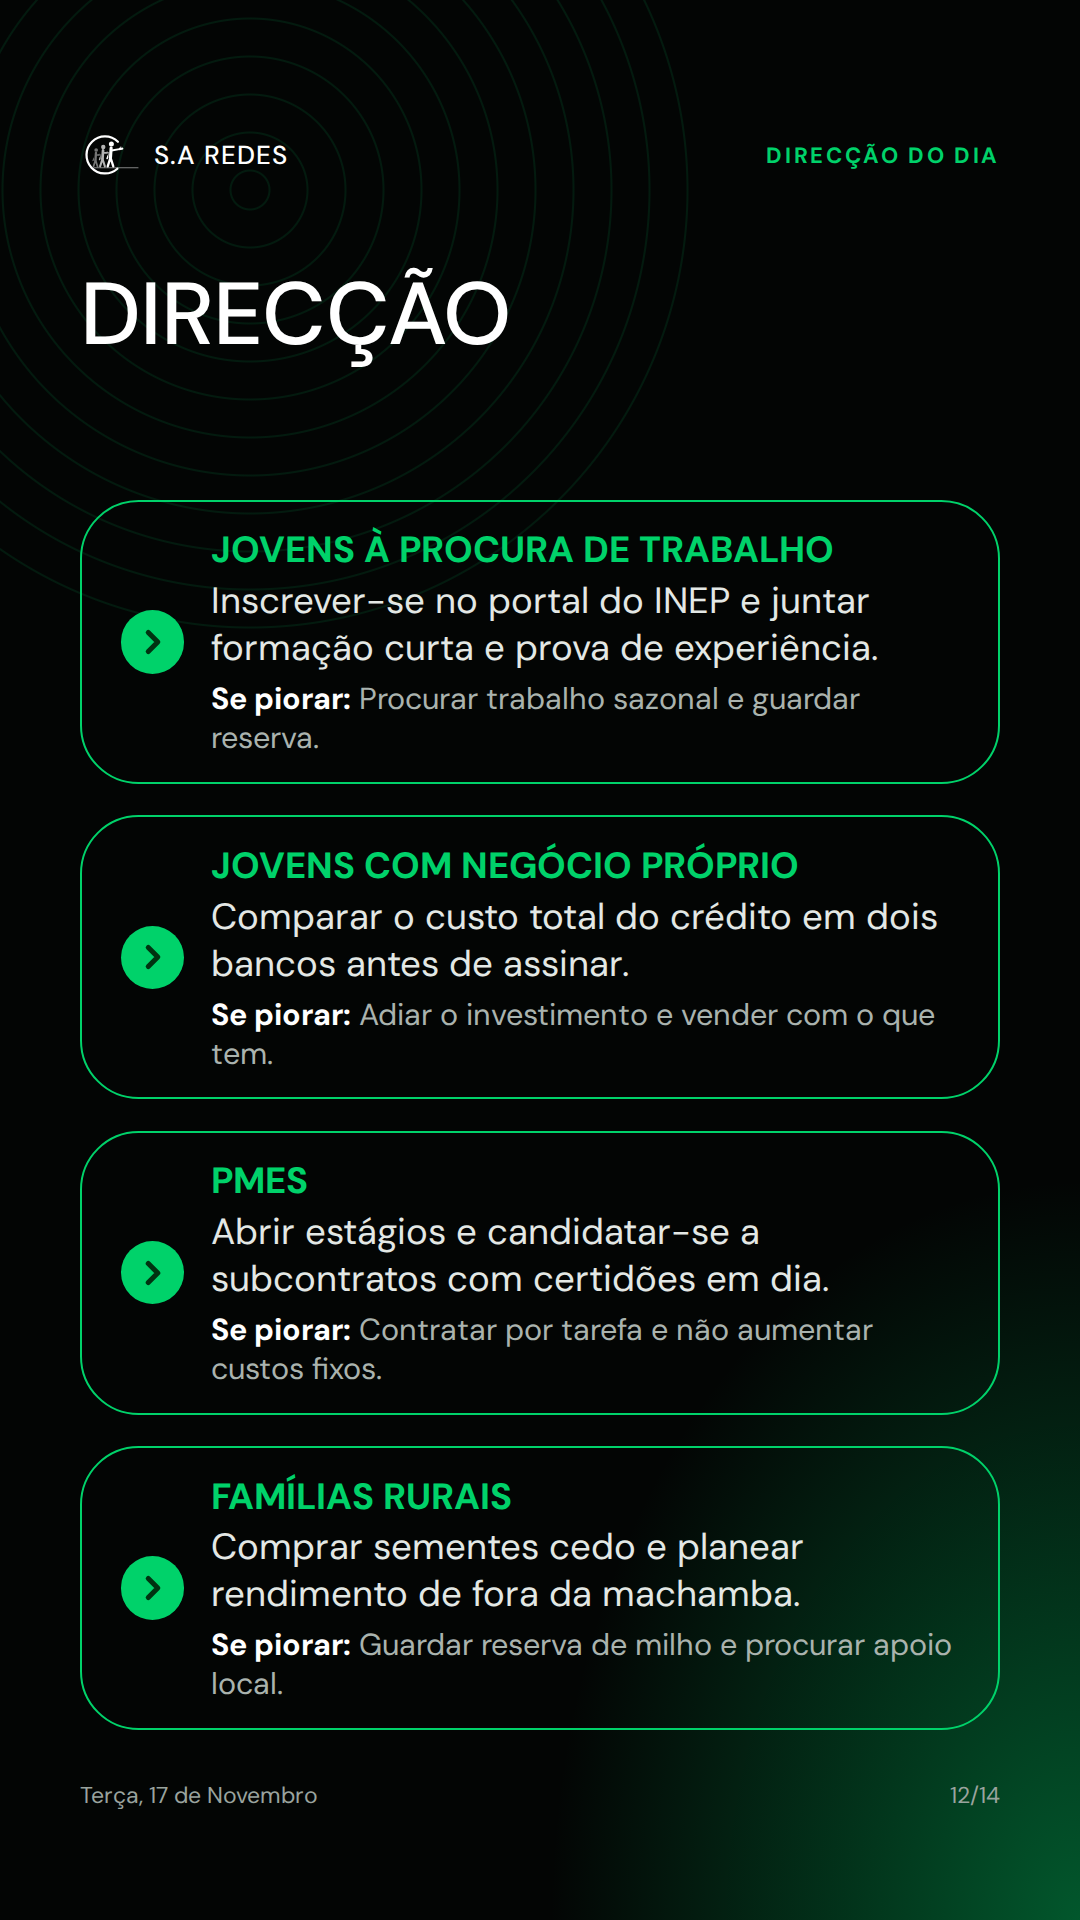 S.A REDES
DIRECÇÃO DO DIA
DIRECÇÃO
JOVENS À PROCURA DE TRABALHO
Inscrever-se no portal do INEP e juntar
formação curta e prova de experiência.
Se piorar: Procurar trabalho sazonal e guardar
reserva.
JOVENS COM NEGÓCIO PRÓPRIO
Comparar o custo total do crédito em dois
bancos antes de assinar.
Se piorar: Adiar o investimento e vender com o que
tem.
PMES
Abrir estágios e candidatar-se a
subcontratos com certidões em dia.
Se piorar: Contratar por tarefa e não aumentar
custos fixos.
FAMÍLIAS RURAIS
Comprar sementes cedo e planear
rendimento de fora da machamba.
Se piorar: Guardar reserva de milho e procurar apoio
local.
Terça, 17 de Novembro
12/14